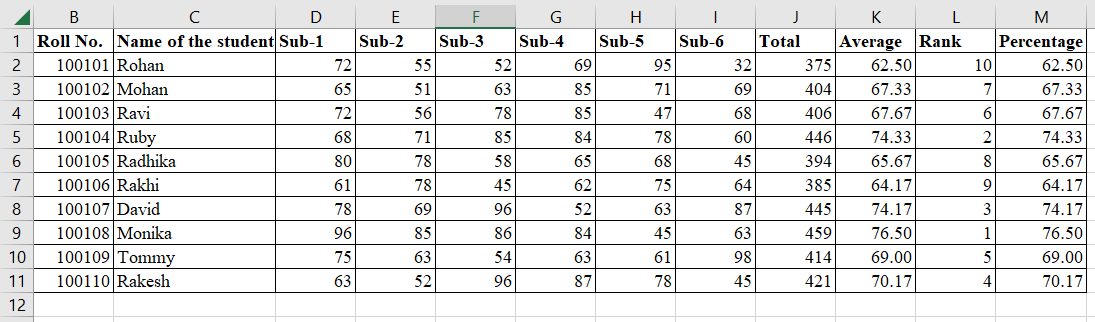 B C D E F G H I J K L M
1 Roll No. Name of the student Sub-1 Sub-2 Sub-3 Sub-4 Sub-5 Sub-6 Total Average Rank Percentage
2 100101 Rohan 72 55 52 69 95 32 375 62.50 10 62.50
3 100102 Mohan 65 51 63 85 71 69 404 67.33 7 67.33
4 100103 Ravi 72 56 78 85 47 68 406 67.67 6 67.67
5 100104 Ruby 68 71 85 84 78 60 446 74.33 2 74.33
6 100105 Radhika 80 78 58 65 68 45 394 65.67 8 65.67
7 100106 Rakhi 61 78 45 62 75 64 385 64.17 9 64.17
8 100107 David 78 69 96 52 63 87 445 74.17 3 74.17
9 100108 Monika 96 85 86 84 45 63 459 76.50 1 76.50
10 100109 Tommy 75 63 54 63 61 98 414 69.00 5 69.00
11 100110 Rakesh 63 52 96 87 78 45 421 70.17 4 70.17
12